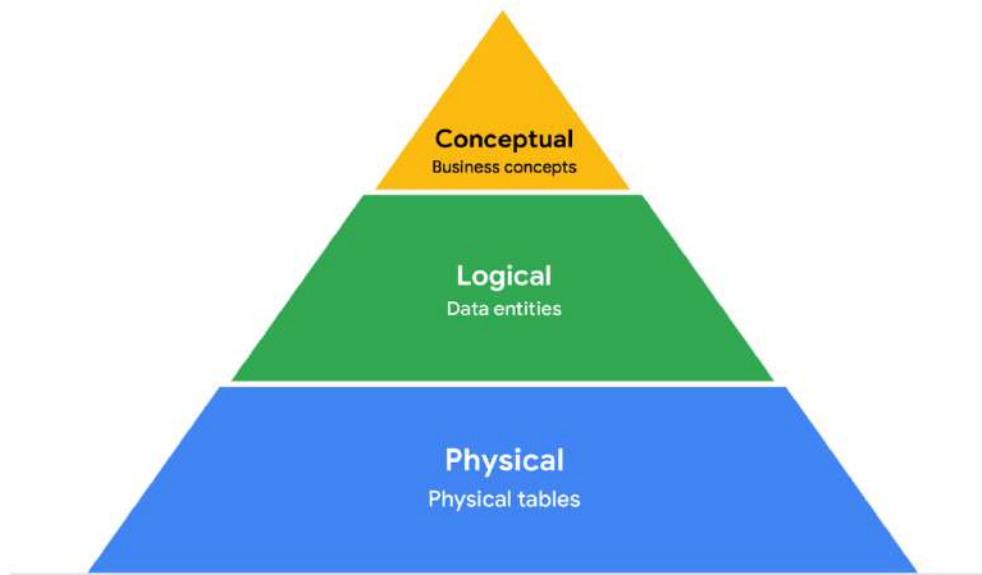 Conceptual
Business concepts
Logical
Data entities
Physical
Physical tables